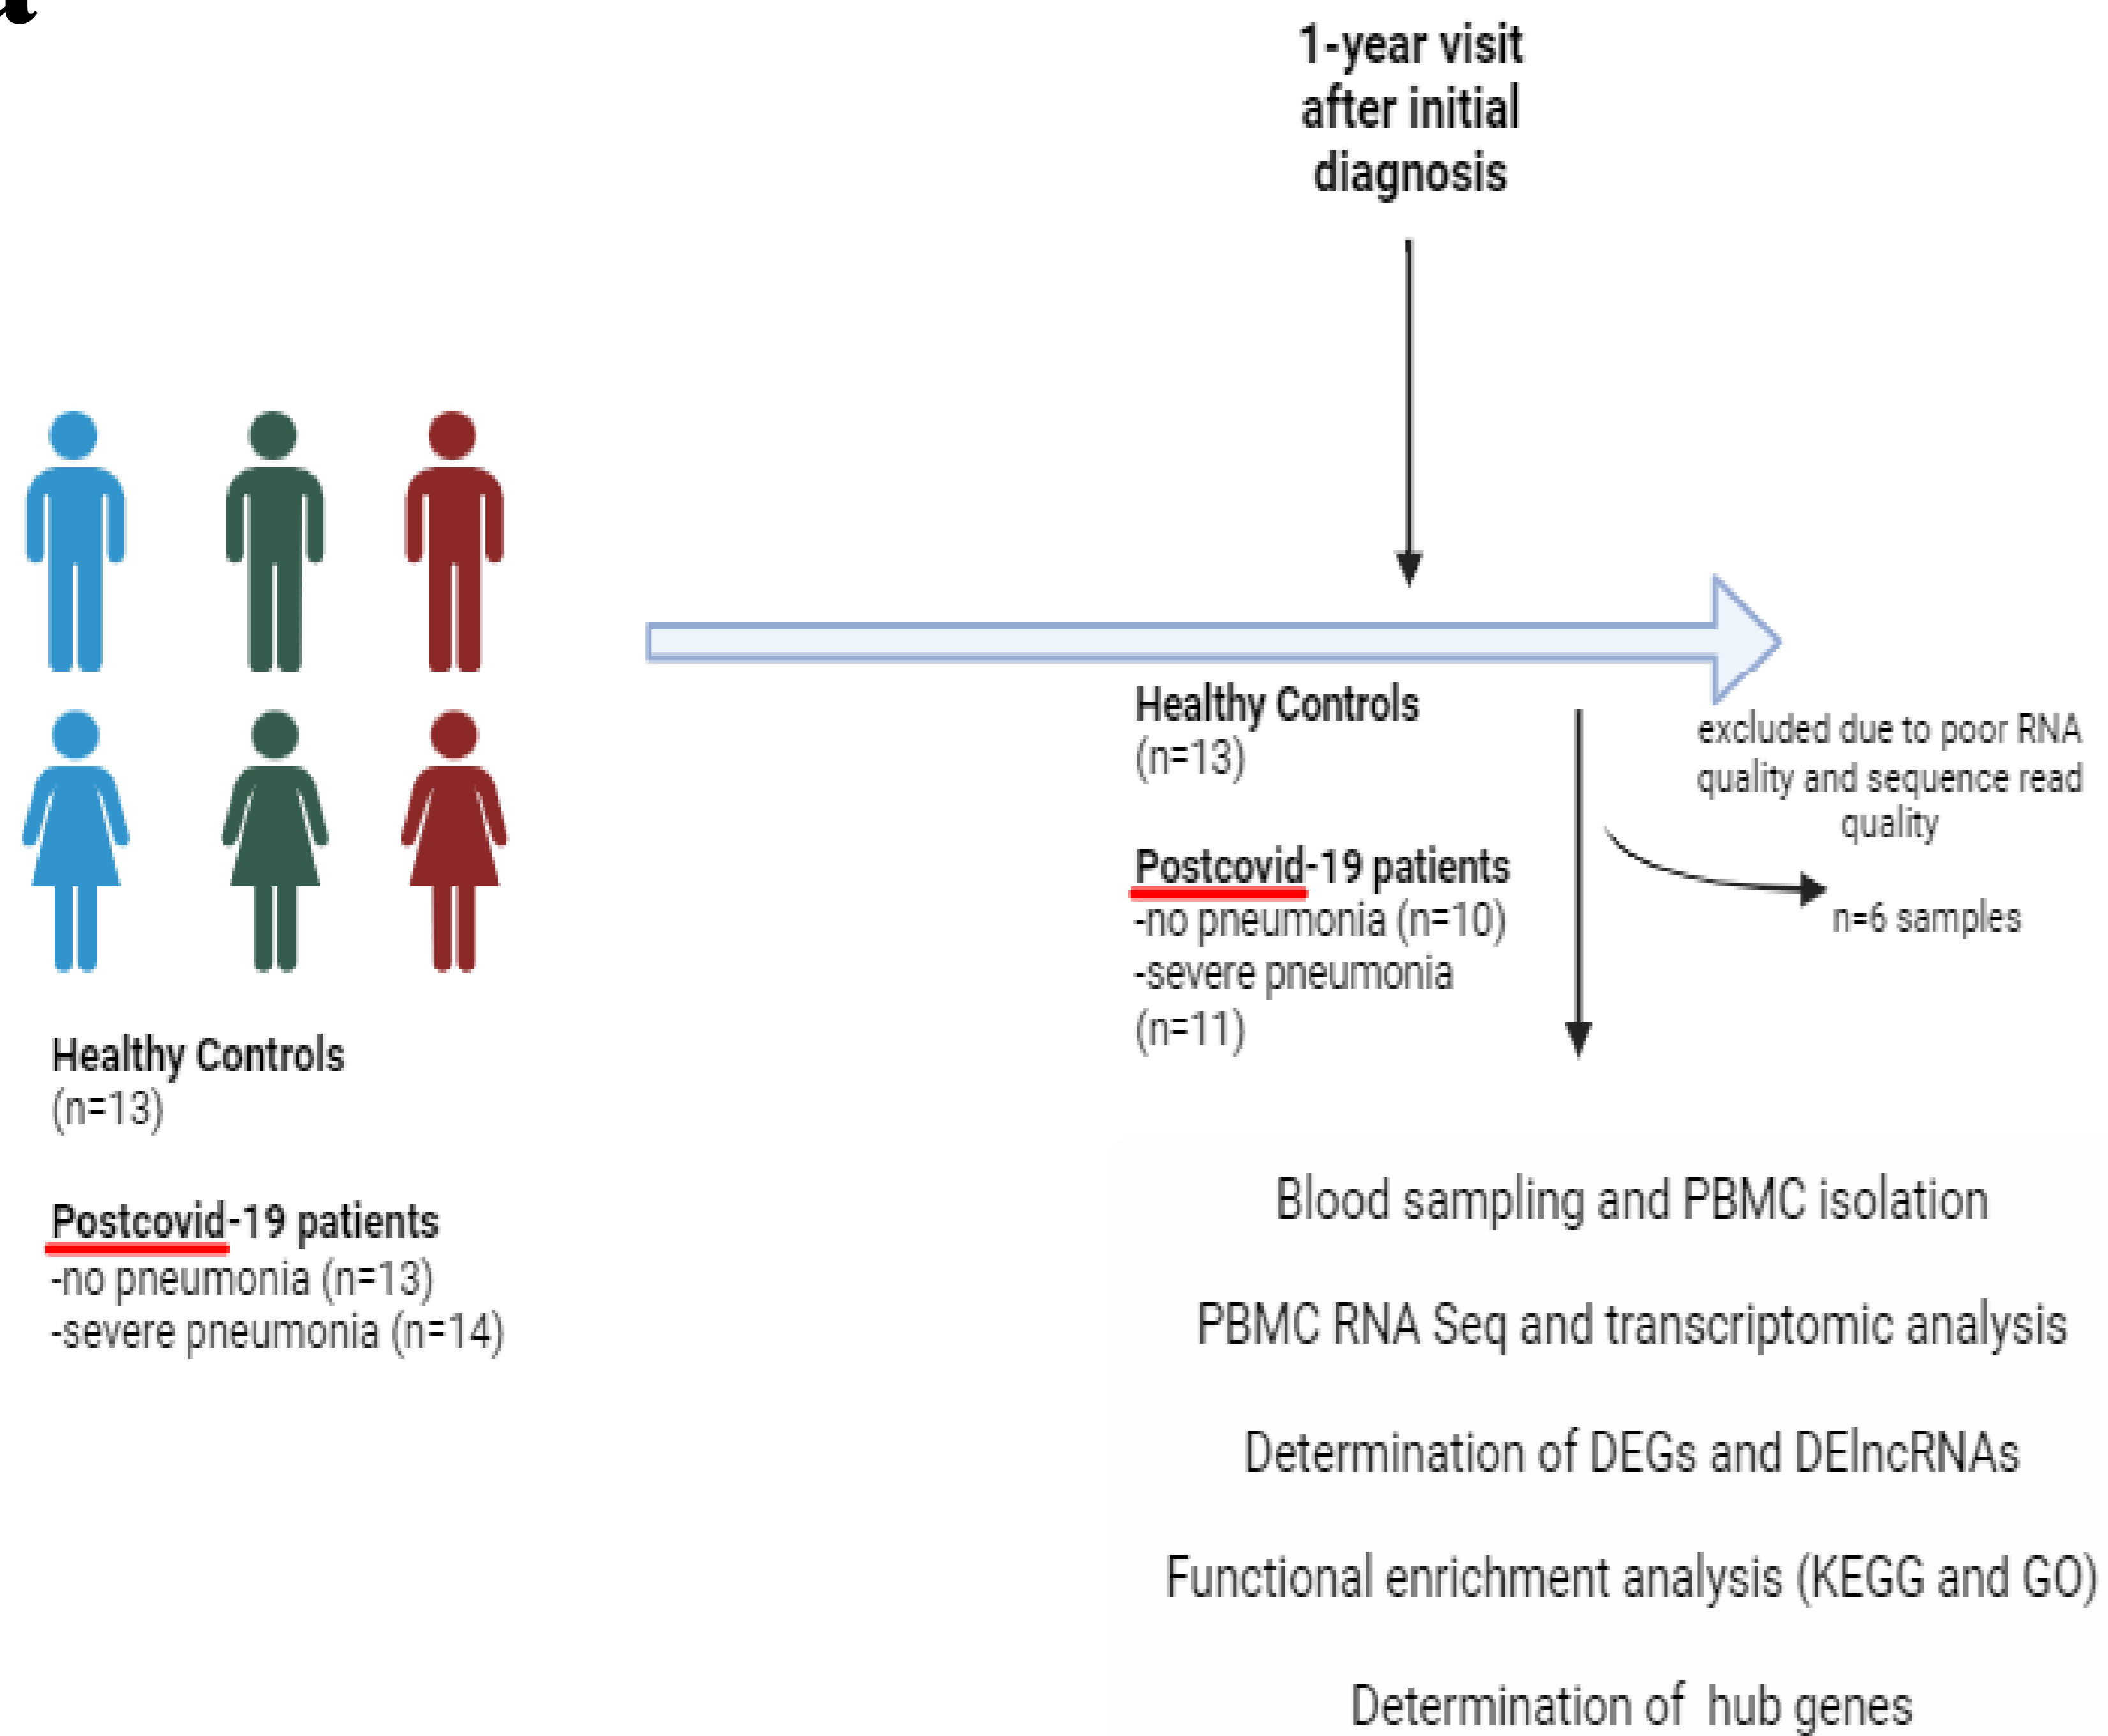 a
1-year visit
after initial
diagnosis
Healthy Controls
(n=13)
Postcovid-19 patients
-no pneumonia (n=13)
-severe pneumonia (n=14)
Healthy Controls
(n=13)
Postcovid-19 patients
-no pneumonia (n=10)
-severe pneumonia
(n=11)
excluded due to poor RNA
quality and sequence read
quality
n=6 samples
Blood sampling and PBMC isolation
PBMC RNA Seq and transcriptomic analysis
Determination of DEGs and DElncRNAs
Functional enrichment analysis (KEGG and GO)
Determination of hub genes